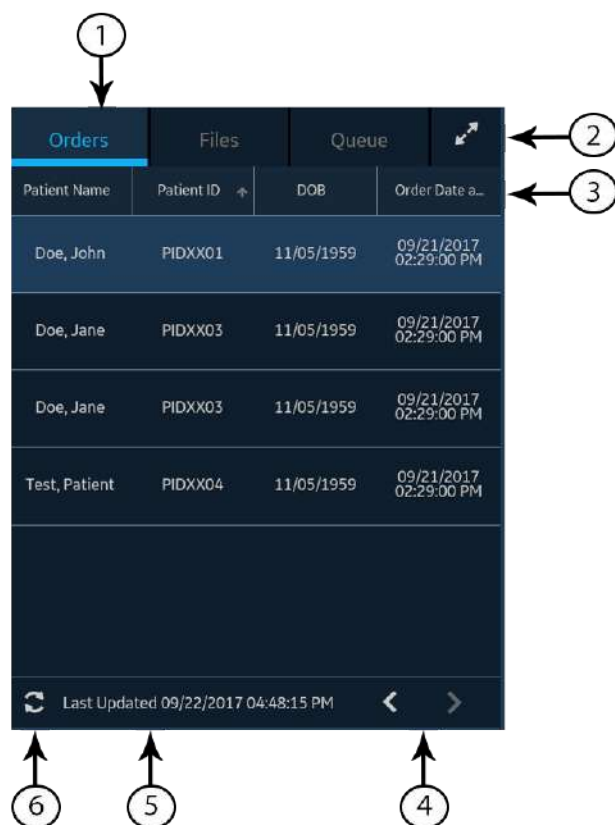 1
Orders Files Queue
2
Patient Name Patient ID DOB Order Date a...
3
Doe, John PIDXX01 11/05/1959 09/21/2017
02:29:00 PM
Doe, Jane PIDXX03 11/05/1959 09/21/2017
02:29:00 PM
Doe, Jane PIDXX03 11/05/1959 09/21/2017
02:29:00 PM
Test, Patient PIDXX04 11/05/1959 09/21/2017
02:29:00 PM
Last Updated 09/22/2017 04:48:15 PM
6 5 4